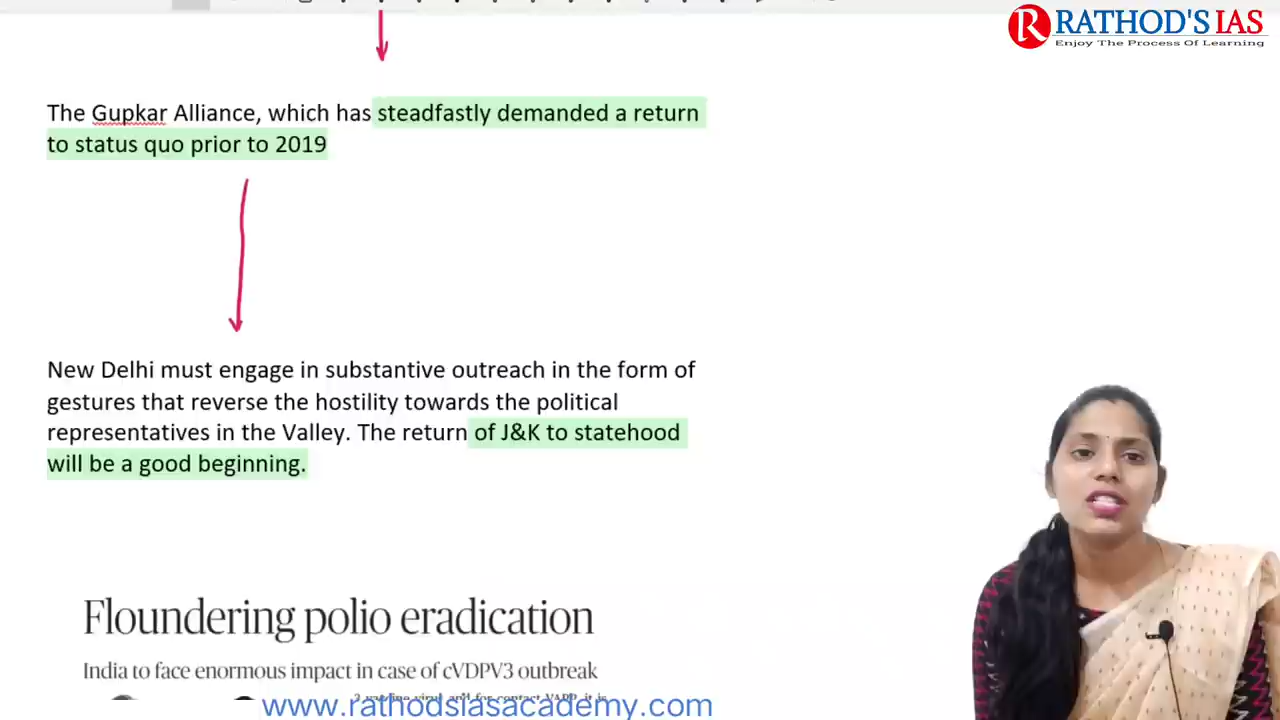 RATHOD'S IAS
Enjoy The Process Of Learning
The Gupkar Alliance, which has steadfastly demanded a return
to status quo prior to 2019
New Delhi must engage in substantive outreach in the form of
gestures that reverse the hostility towards the political
representatives in the Valley. The return of J&K to statehood
will be a good beginning.
Floundering polio eradication
India to face enormous impact in case of cVDPV3 outbreak
www.rathodsiasacademy.com